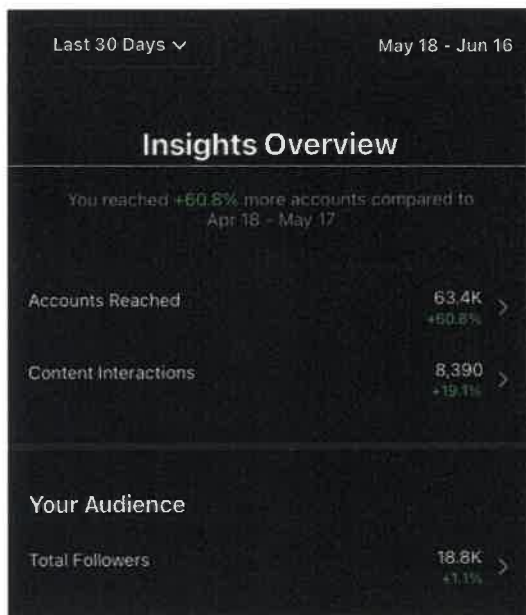 Last 30 Days
May 18 - Jun 16
Insights Overview
You reached +60.8% more accounts compared to
Apr 18 - May 17
Accounts Reached
63.4K
+60.8%
Content Interactions
8,390
+19.1%
Your Audience
Total Followers
18.8K
+1.1%